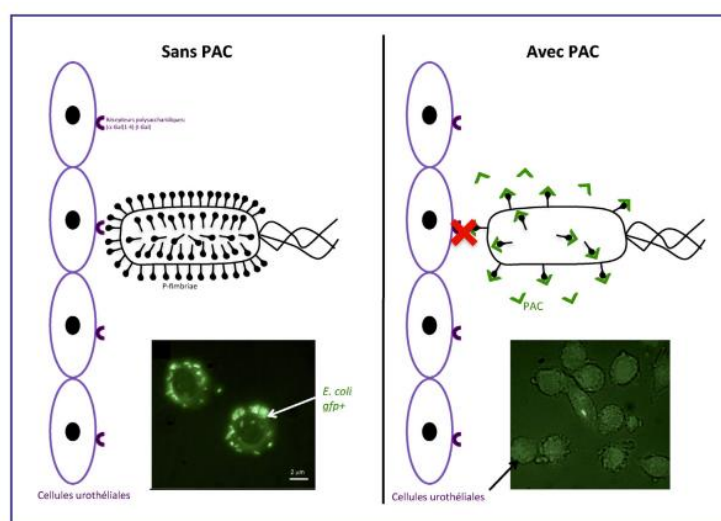 Sans PAC
Avec PAC
Récepteurs polysaccharidiques:
P-fimbriae
PAC
E. coli
gfp+
2 µm
Cellules urothéliales
Cellules urothéliales